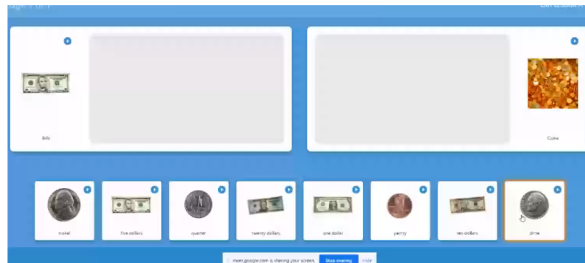 Bills
Coins
nickel
five dollars
quarter
twenty dollars
one dollar
penny
ten dollars
dime
meet.google.com is sharing your screen.
Stop sharing
Hide